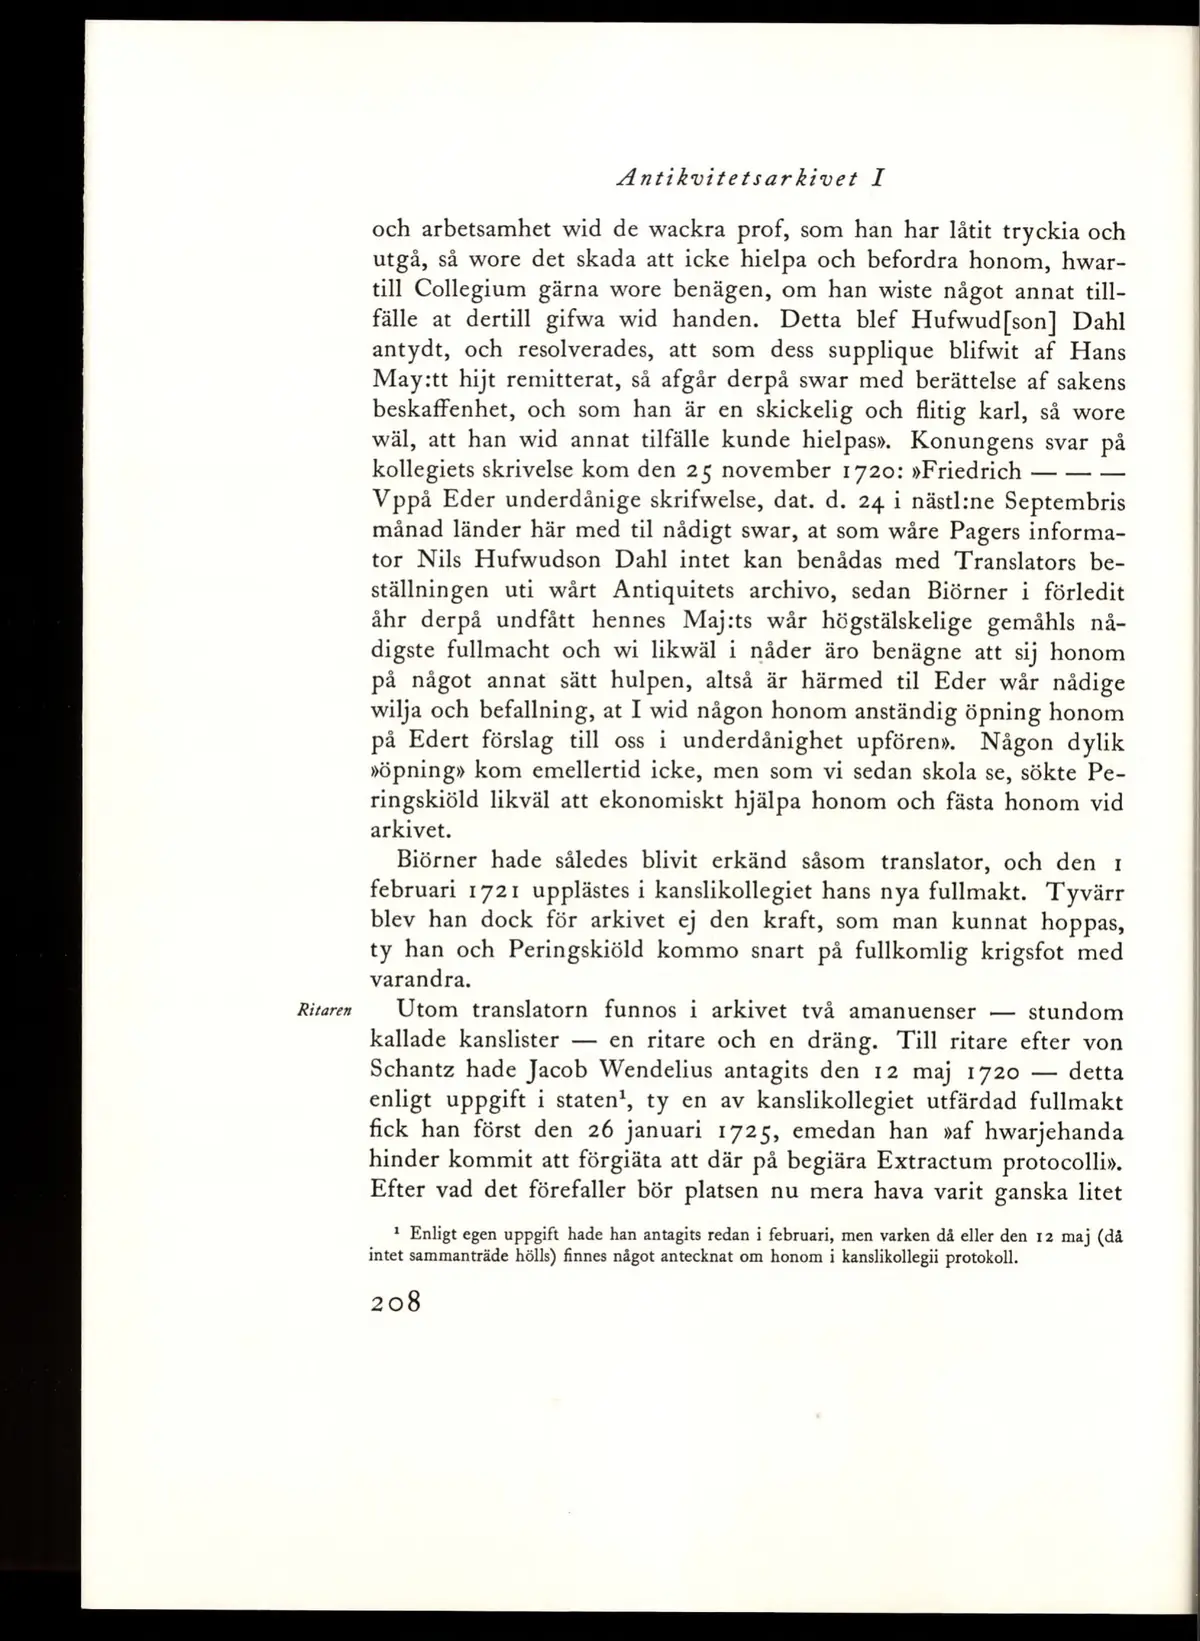 Antikvitetsarkivet I
och arbetsamhet wid de wackra prof, som han har låtit tryckia och
utgå, så wore det skada att icke hielpa och befordra honom, hwar-
till Collegium gärna wore benägen, om han wiste något annat till-
fälle at dertill gifwa wid handen. Detta blef Hufwud[son] Dahl
antydt, och resolverades, att som dess supplique blifwit af Hans
May:tt hijt remitterat, så afgår derpå swar med berättelse af sakens
beskaffenhet, och som han är en skickelig och flitig karl, så wore
wäl, att han wid annat tilfälle kunde hielpas». Konungens svar på
kollegiets skrivelse kom den 25 november 1720: »Friedrich — — —
Vppå Eder underdånige skrifwelse, dat. d. 24 i nästl:ne Septembris
månad länder här med til nådigt swar, at som wåre Pagers informa-
tor Nils Hufwudson Dahl intet kan benådas med Translators be-
ställningen uti wårt Antiquitets archivo, sedan Biörner i förledit
åhr derpå undfått hennes Maj:ts wår högstälskelige gemåhls nå-
digste fullmacht och wi likwäl i nåder äro benägne att sij honom
på något annat sätt hulpen, altså är härmed til Eder wår nådige
wilja och befallning, at I wid någon honom anständig öpning honom
på Edert förslag till oss i underdånighet upfören». Någon dylik
»öpning» kom emellertid icke, men som vi sedan skola se, sökte Pe-
ringskiöld likväl att ekonomiskt hjälpa honom och fästa honom vid
arkivet.
Biörner hade således blivit erkänd såsom translator, och den 1
februari 1721 upplästes i kanslikollegiet hans nya fullmakt. Tyvärr
blev han dock för arkivet ej den kraft, som man kunnat hoppas,
ty han och Peringskiöld kommo snart på fullkomlig krigsfot med
varandra.
Ritaren Utom translatorn funnos i arkivet två amanuenser — stundom
kallade kanslister — en ritare och en dräng. Till ritare efter von
Schantz hade Jacob Wendelius antagits den 12 maj 1720 — detta
enligt uppgift i staten¹, ty en av kanslikollegiet utfärdad fullmakt
fick han först den 26 januari 1725, emedan han »af hwarjehanda
hinder kommit att förgiäta att där på begiära Extractum protocolli».
Efter vad det förefaller bör platsen nu mera hava varit ganska litet
¹ Enligt egen uppgift hade han antagits redan i februari, men varken då eller den 12 maj (då
intet sammanträde hölls) finnes något antecknat om honom i kanslikollegii protokoll.
208